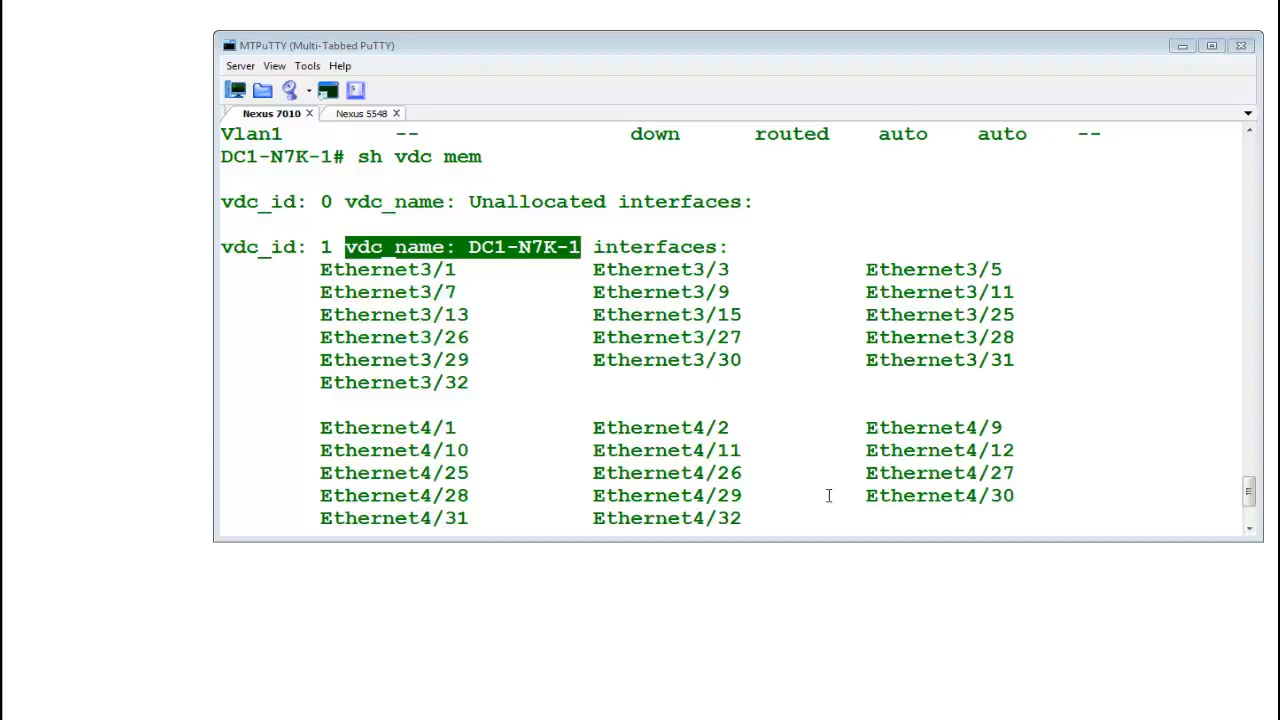 MTPuTTY (Multi-Tabbed PuTTY)
Server View Tools Help
Nexus 7010 Nexus 5548
Vlan1 -- down routed auto auto --
DC1-N7K-1# sh vdc mem
vdc_id: 0 vdc_name: Unallocated interfaces:
vdc_id: 1 vdc_name: DC1-N7K-1 interfaces:
Ethernet3/1 Ethernet3/3 Ethernet3/5
Ethernet3/7 Ethernet3/9 Ethernet3/11
Ethernet3/13 Ethernet3/15 Ethernet3/25
Ethernet3/26 Ethernet3/27 Ethernet3/28
Ethernet3/29 Ethernet3/30 Ethernet3/31
Ethernet3/32
Ethernet4/1 Ethernet4/2 Ethernet4/9
Ethernet4/10 Ethernet4/11 Ethernet4/12
Ethernet4/25 Ethernet4/26 Ethernet4/27
Ethernet4/28 Ethernet4/29 Ethernet4/30
Ethernet4/31 Ethernet4/32